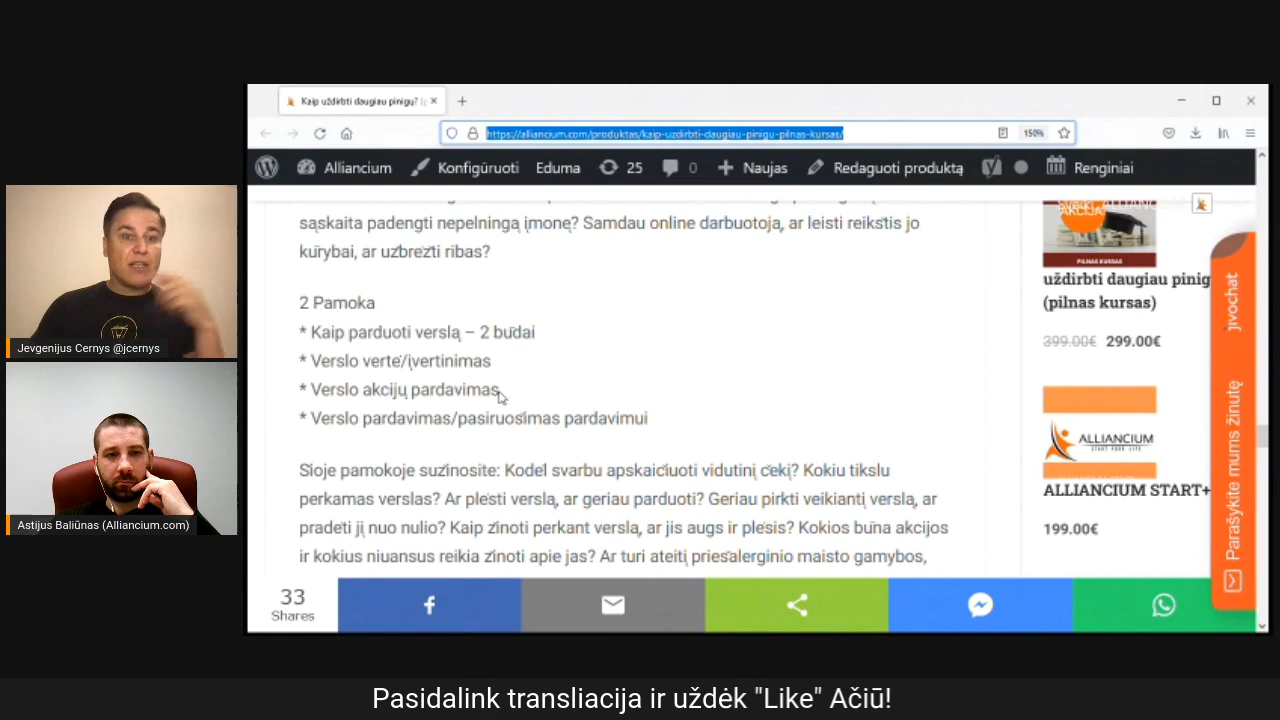 Kaip uždirbti daugiau pinigų?
https://alliancium.com/produktas/kaip-uzdirbti-daugiau-pinigu-pilnas-kursas/
150%
Alliancium Konfigūruoti Eduma 25 0 Naujas Redaguoti produktą Renginiai
sąskaita padengti nepelningą įmonę? Samdau online darbuotoją, ar leisti reikštis jo
kūrybai, ar užbrėžti ribas?
2 Pamoka
* Kaip parduoti verslą – 2 būdai
* Verslo vertė/įvertinimas
* Verslo akcijų pardavimas
* Verslo pardavimas/pasiruošimas pardavimui
Šioje pamokoje sužinosite: Kodėl svarbu apskaičiuoti vidutinį čekį? Kokiu tikslu
perkamas verslas? Ar plėsti verslą, ar geriau parduoti? Geriau pirkti veikiantį verslą, ar
pradėti jį nuo nulio? Kaip žinoti perkant verslą, ar jis augs ir plėsis? Kokios būna akcijos
ir kokius niuansus reikia žinoti apie jas? Ar turi ateitį priešalerginio maisto gamybos,
AKCIJA!
PILNAS KURSAS
uždirbti daugiau pinig
(pilnas kursas)
399.00€ 299.00€
ALLIANCIUM
START YOUR LIFE
ALLIANCIUM START+
199.00€
jivochat
Parašykite mums žinutę
33
Shares
Jevgenijus Cernys @jcernys
Astijus Baliūnas (Alliancium.com)
Pasidalink transliacija ir uždėk "Like" Ačiū!